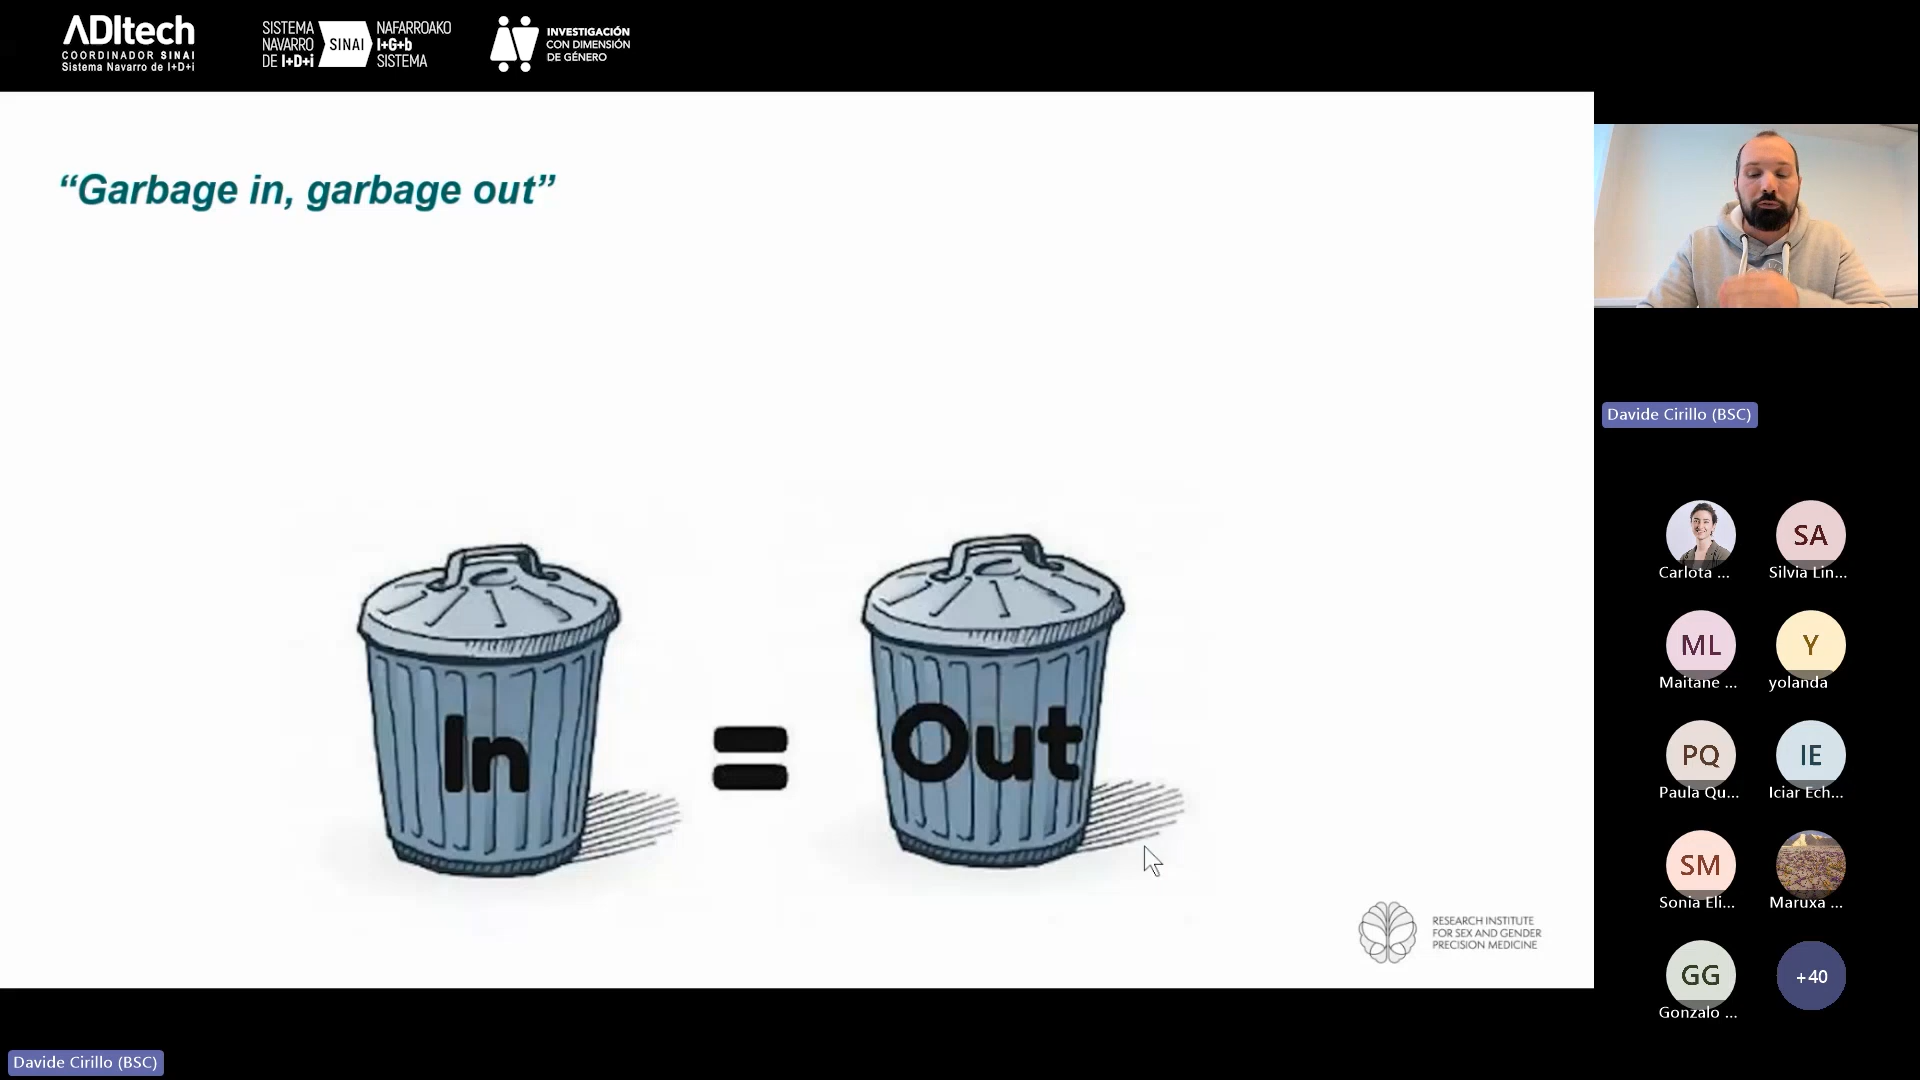 ADItech
COORDINADOR SINAI
Sistema Navarro de I+D+i
SISTEMA
NAVARRO
DE I+D+i
SINAI
NAFARROAKO
I+G+b
SISTEMA
INVESTIGACIÓN
CON DIMENSIÓN
DE GÉNERO
“Garbage in, garbage out”
In
=
Out
RESEARCH INSTITUTE
FOR SEX AND GENDER
PRECISION MEDICINE
Davide Cirillo (BSC)
Carlota ...
SA
Silvia Lin...
ML
Maitane ...
Y
yolanda
PQ
Paula Qu...
IE
Iciar Ech...
SM
Sonia Eli...
Maruxa ...
GG
Gonzalo ...
+40
Davide Cirillo (BSC)